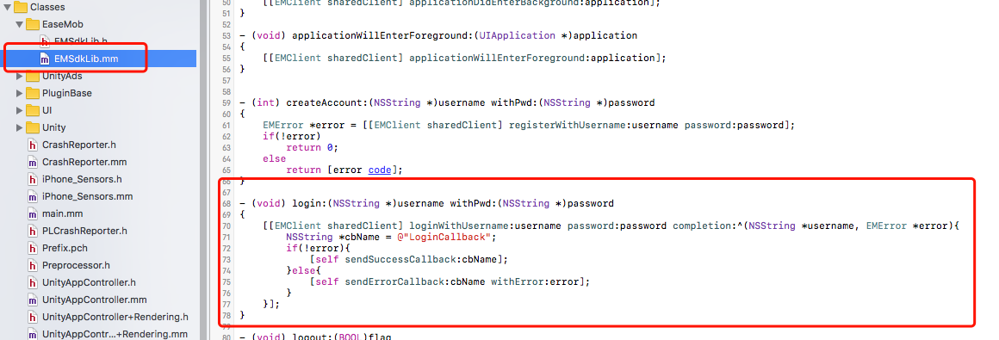 Classes
EaseMob
EMSdkLib.h
EMSdkLib.mm
UnityAds
PluginBase
UI
Unity
CrashReporter.h
CrashReporter.mm
iPhone_Sensors.h
iPhone_Sensors.mm
main.mm
PLCrashReporter.h
Prefix.pch
Preprocessor.h
UnityAppController.h
UnityAppController.mm
UnityAppController+Rendering.h
UnityAppContr...+Rendering.mm
50 [[EMClient sharedClient] applicationDidEnterBackground:application];
51 }
52
53 - (void) applicationWillEnterForeground:(UIApplication *)application
54 {
55 [[EMClient sharedClient] applicationWillEnterForeground:application];
56 }
57
58
59 - (int) createAccount:(NSString *)username withPwd:(NSString *)password
60 {
61 EMError *error = [[EMClient sharedClient] registerWithUsername:username password:password];
62 if(!error)
63 return 0;
64 else
65 return [error code];
66 }
67
68 - (void) login:(NSString *)username withPwd:(NSString *)password
69 {
70 [[EMClient sharedClient] loginWithUsername:username password:password completion:^(NSString *username, EMError *error){
71 NSString *cbName = @"LoginCallback";
72 if(!error){
73 [self sendSuccessCallback:cbName];
74 }else{
75 [self sendErrorCallback:cbName withError:error];
76 }
77 }];
78 }
79
80 - (void) logout:(BOOL)flag